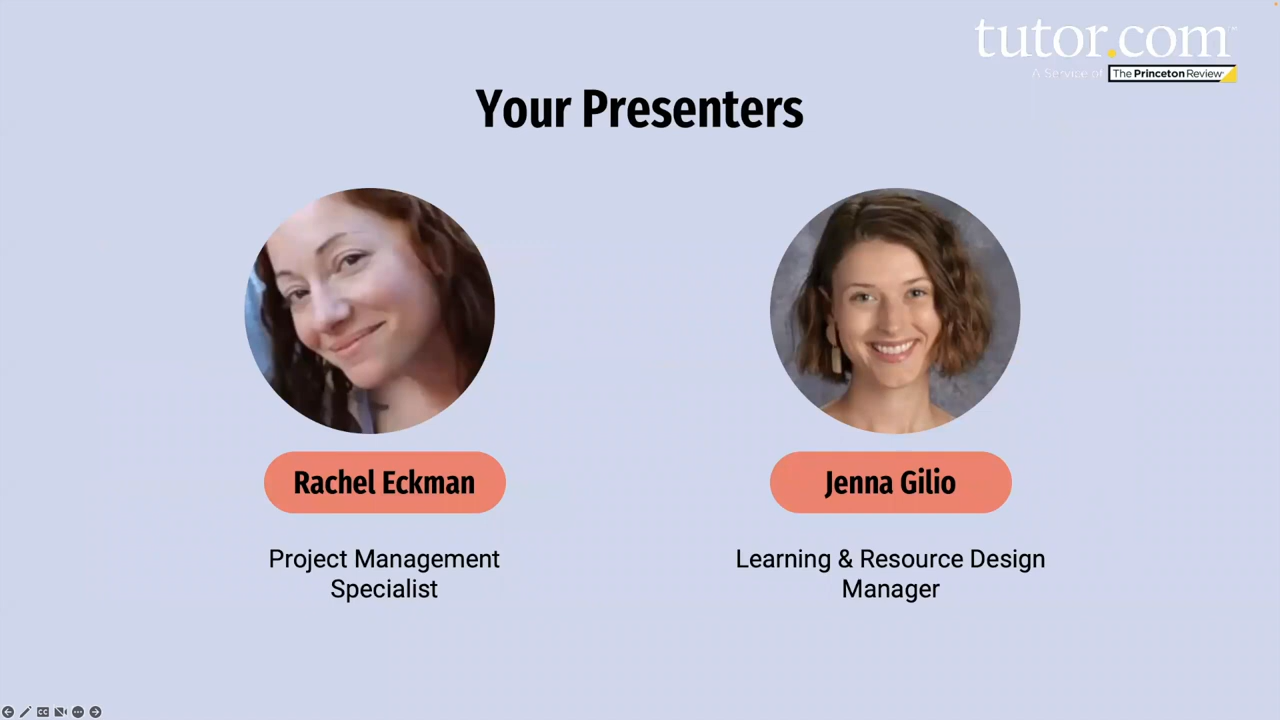 tutor.com
A Service of The Princeton Review
Your Presenters
Rachel Eckman
Jenna Gilio
Project Management
Specialist
Learning & Resource Design
Manager